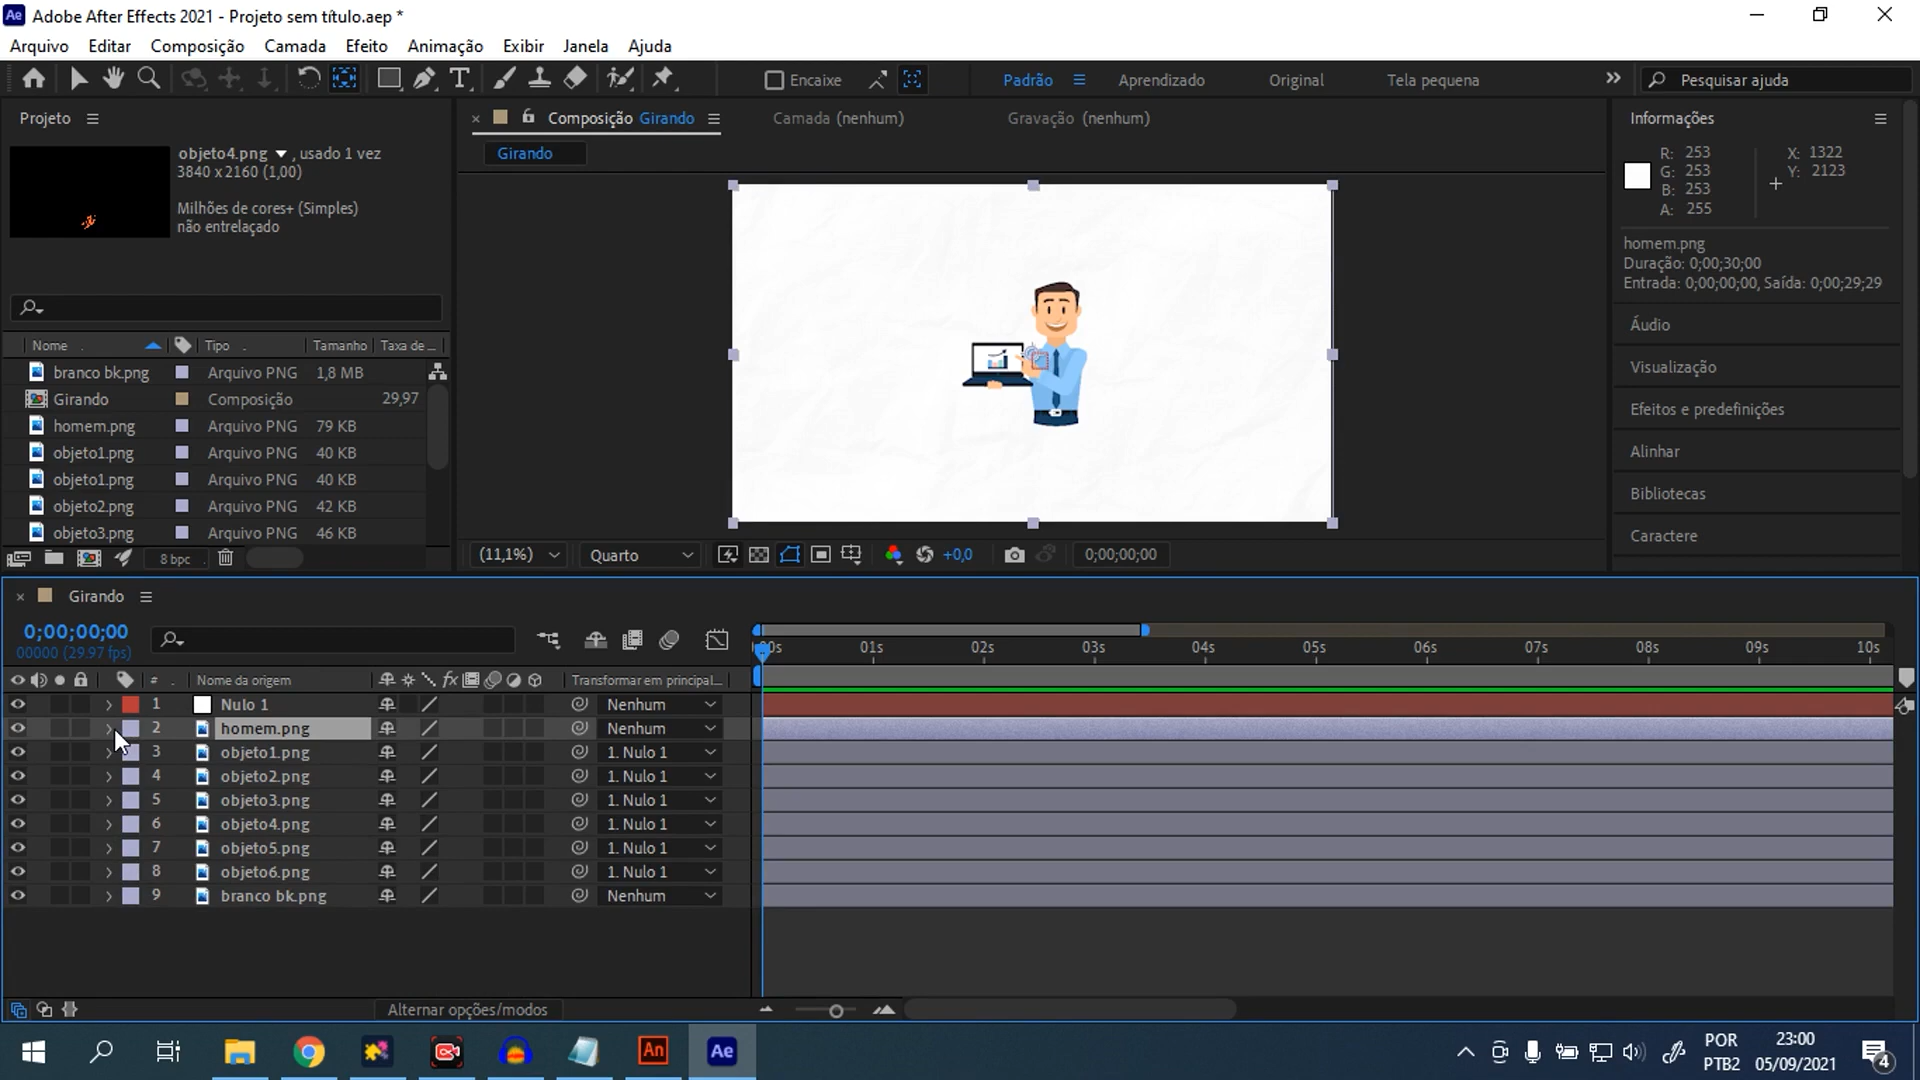 Ae Adobe After Effects 2021 - Projeto sem título.aep *
Arquivo Editar Composição Camada Efeito Animação Exibir Janela Ajuda
Encaixe Padrão Aprendizado Original Tela pequena Pesquisar ajuda
Projeto
objeto4.png , usado 1 vez
3840 x 2160 (1,00)
Milhões de cores+ (Simples)
não entrelaçado
Nome Tipo Tamanho Taxa de ...
branco bk.png Arquivo PNG 1,8 MB
Girando Composição 29,97
homem.png Arquivo PNG 79 KB
objeto1.png Arquivo PNG 40 KB
objeto1.png Arquivo PNG 40 KB
objeto2.png Arquivo PNG 42 KB
objeto3.png Arquivo PNG 46 KB
8 bpc
Composição Girando Camada (nenhum) Gravação (nenhum)
Girando
(11,1%) Quarto +0,0 0;00;00;00
Informações
R: 253 X: 1322
G: 253 Y: 2123
B: 253
A: 255
homem.png
Duração: 0;00;30;00
Entrada: 0;00;00;00, Saída: 0;00;29;29
Áudio
Visualização
Efeitos e predefinições
Alinhar
Bibliotecas
Caractere
Girando
0;00;00;00
00000 (29.97 fps)
00s 01s 02s 03s 04s 05s 06s 07s 08s 09s 10s
# Nome da origem fx Transformar em principal...
1 Nulo 1 Nenhum
2 homem.png Nenhum
3 objeto1.png 1. Nulo 1
4 objeto2.png 1. Nulo 1
5 objeto3.png 1. Nulo 1
6 objeto4.png 1. Nulo 1
7 objeto5.png 1. Nulo 1
8 objeto6.png 1. Nulo 1
9 branco bk.png Nenhum
Alternar opções/modos
An Ae
POR
PTB2
23:00
05/09/2021
4